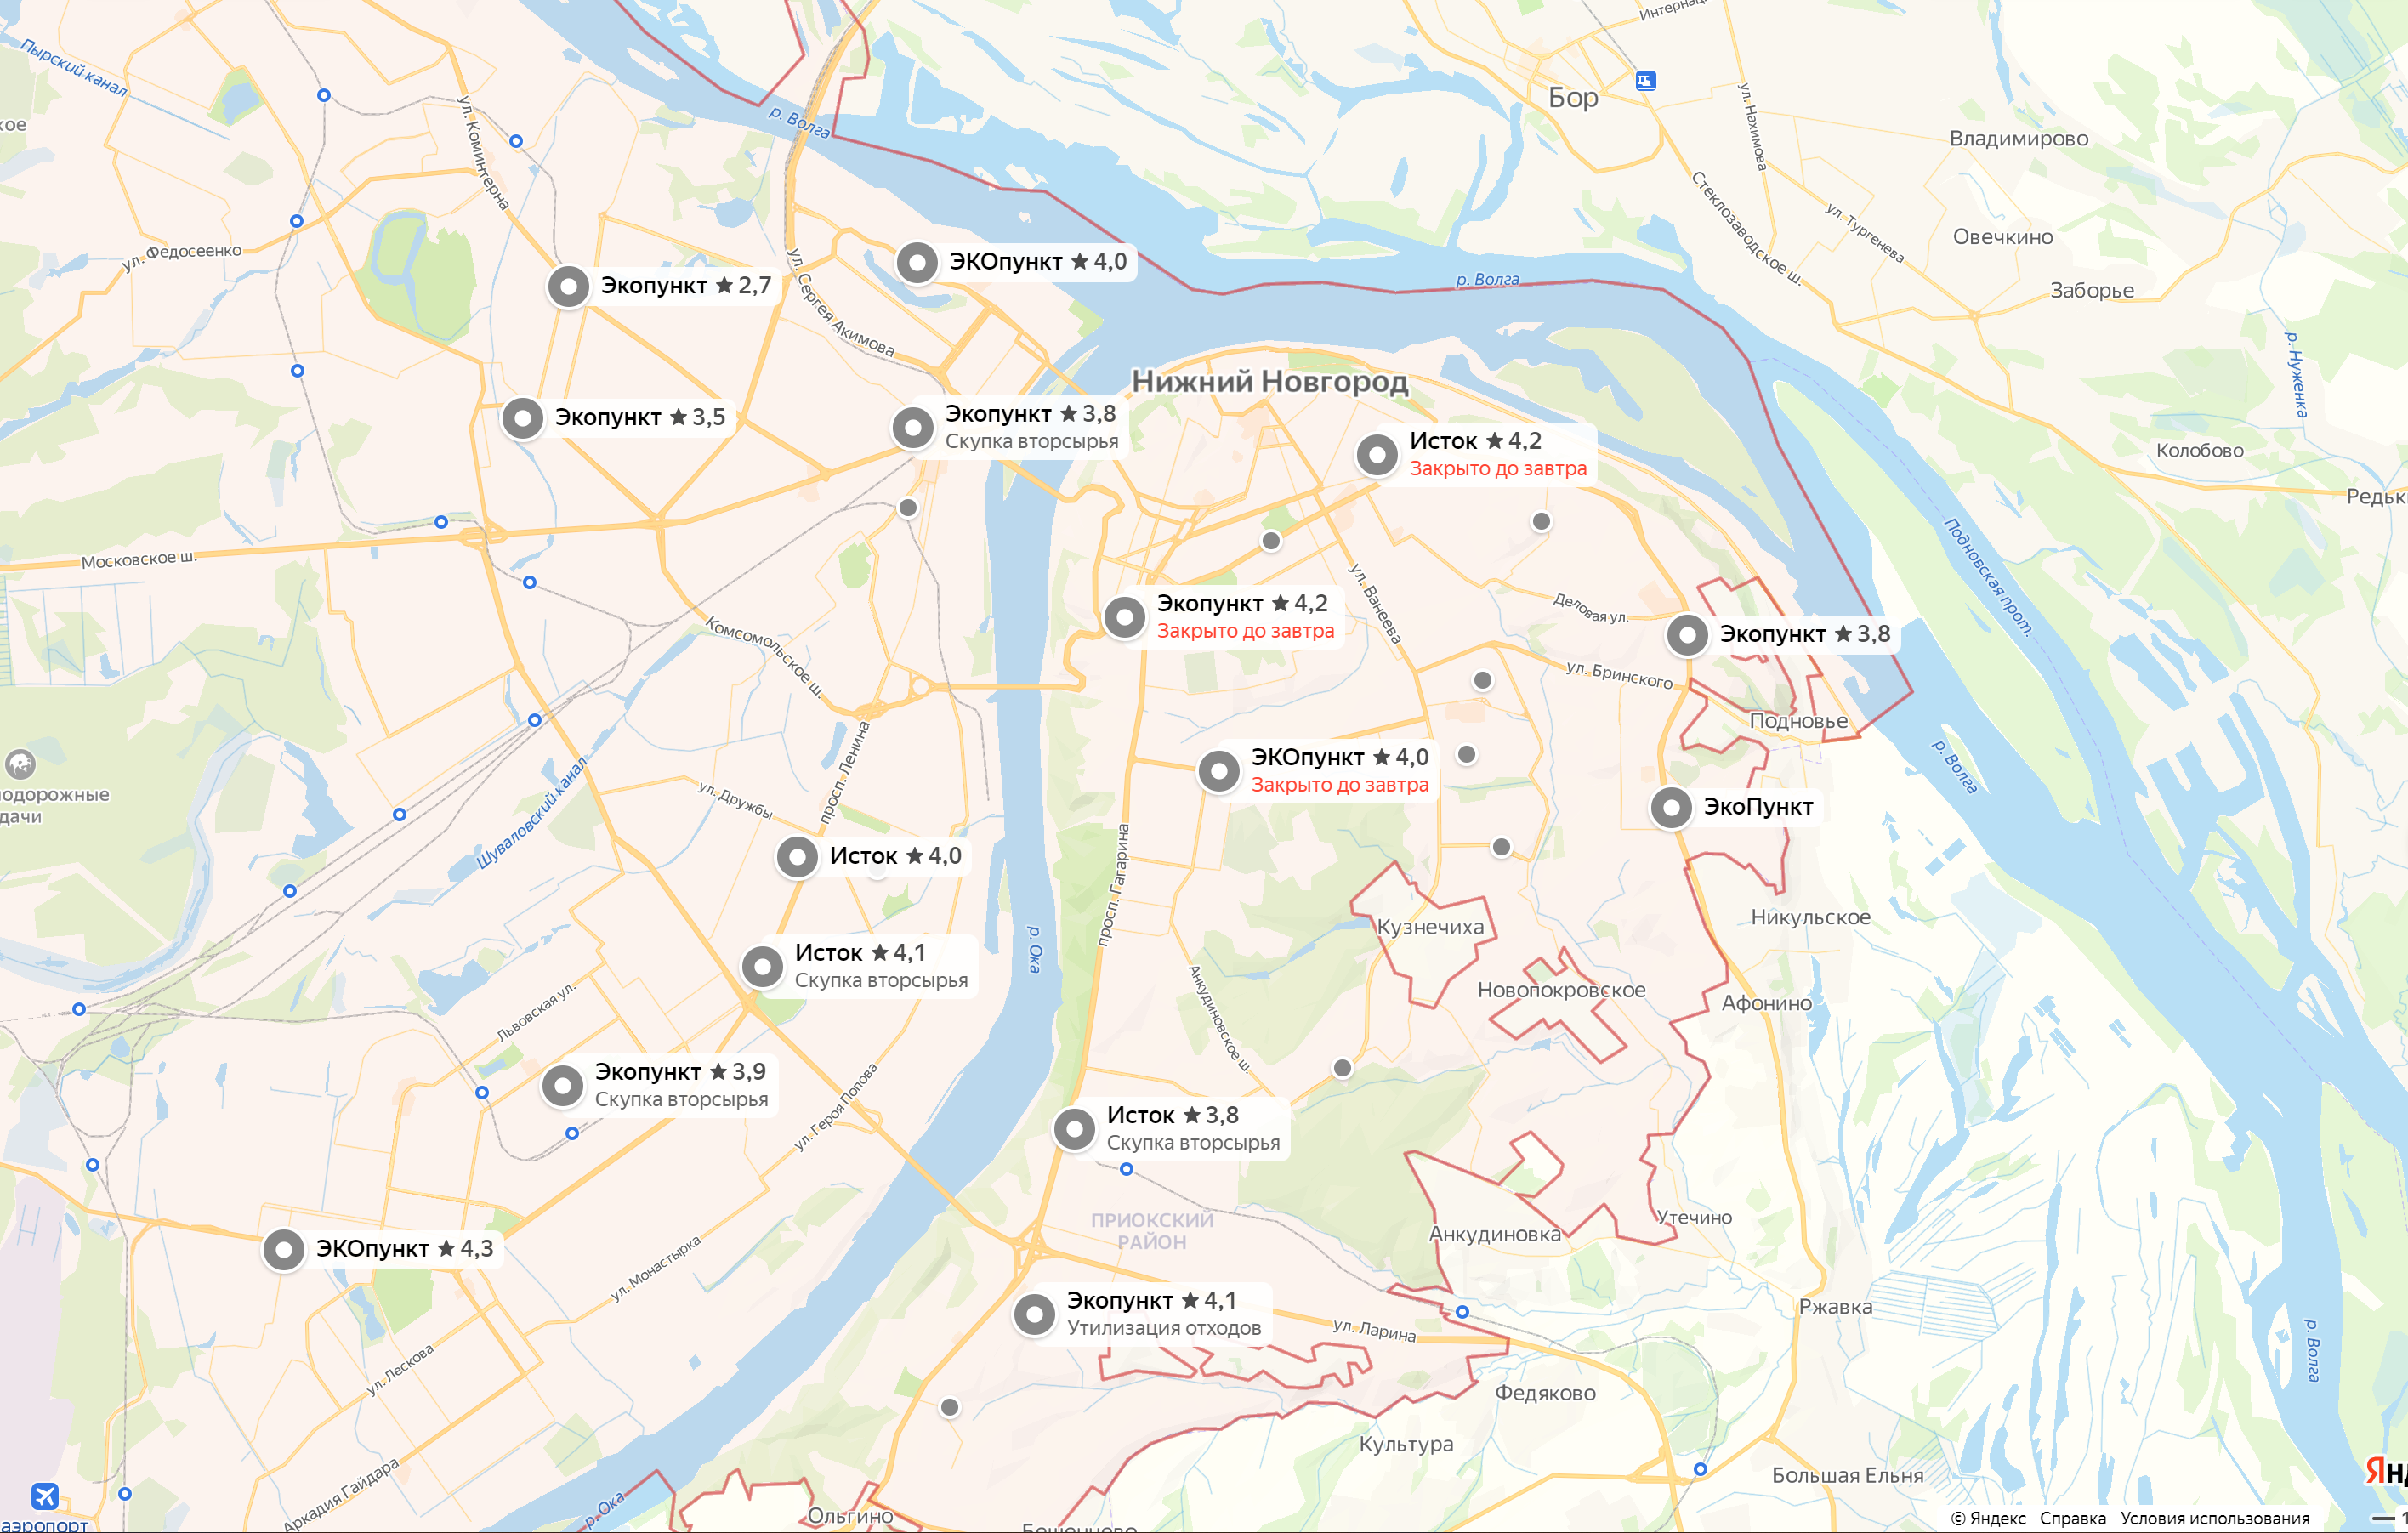 Интернац
Пырский канал
Бор
р. Волга
ул. Коминтерна
ул. Нахимова
Владимирово
Стеклозаводское ш.
ул. Тургенева
Овечкино
ул. Федосеенко
ЭКОпункт ★ 4,0
Экопункт ★ 2,7
р. Волга
Заборье
ул. Сергея Акимова
р. Нуженка
Нижний Новгород
Экопункт ★ 3,5
Экопункт ★ 3,8
Скупка вторсырья
Исток ★ 4,2
Закрыто до завтра
Колобово
Редьк
Московское ш.
Подновская прот.
ул. Ванеева
Деловая ул.
Экопункт ★ 4,2
Закрыто до завтра
Комсомольское ш.
Экопункт ★ 3,8
ул. Бринского
Подновье
просп. Ленина
р. Волга
ЭКОпункт ★ 4,0
Закрыто до завтра
дачи
Шуваловский канал
ул. Дружбы
ЭкоПункт
Исток ★ 4,0
просп. Гагарина
Кузнечиха
Никульское
р. Ока
Исток ★ 4,1
Скупка вторсырья
Анкудиновское ш.
Новопокровское
Афонино
Львовская ул.
Экопункт ★ 3,9
Скупка вторсырья
ул. Героя Попова
Исток ★ 3,8
Скупка вторсырья
ПРИОКСКИЙ
РАЙОН
Утечино
Анкудиновка
ЭКОпункт ★ 4,3
ул. Монастырка
Экопункт ★ 4,1
Утилизация отходов
ул. Ларина
Ржавка
р. Волга
ул. Лескова
Федяково
Культура
Большая Ельня
Аркадия Гайдара
р. Ока
Ольгино
аэропорт
© Яндекс Справка Условия использования